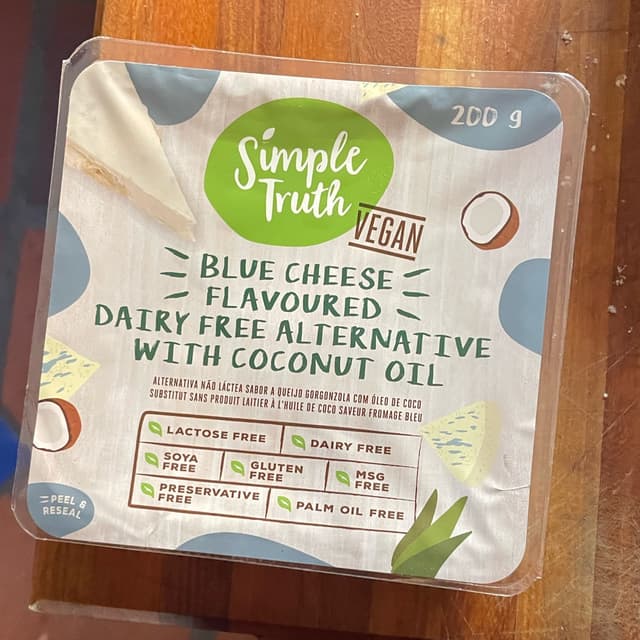 200 g
Simple
Truth
VEGAN
BLUE CHEESE
FLAVOURED
DAIRY FREE ALTERNATIVE
WITH COCONUT OIL
ALTERNATIVA NÃO LÁCTEA SABOR A QUEIJO GORGONZOLA COM ÓLEO DE COCO
SUBSTITUT SANS PRODUIT LAITIER À L'HUILE DE COCO SAVEUR FROMAGE BLEU
LACTOSE FREE
DAIRY FREE
SOYA
FREE
GLUTEN
FREE
MSG
FREE
PRESERVATIVE
FREE
PALM OIL FREE
PEEL &
RESEAL